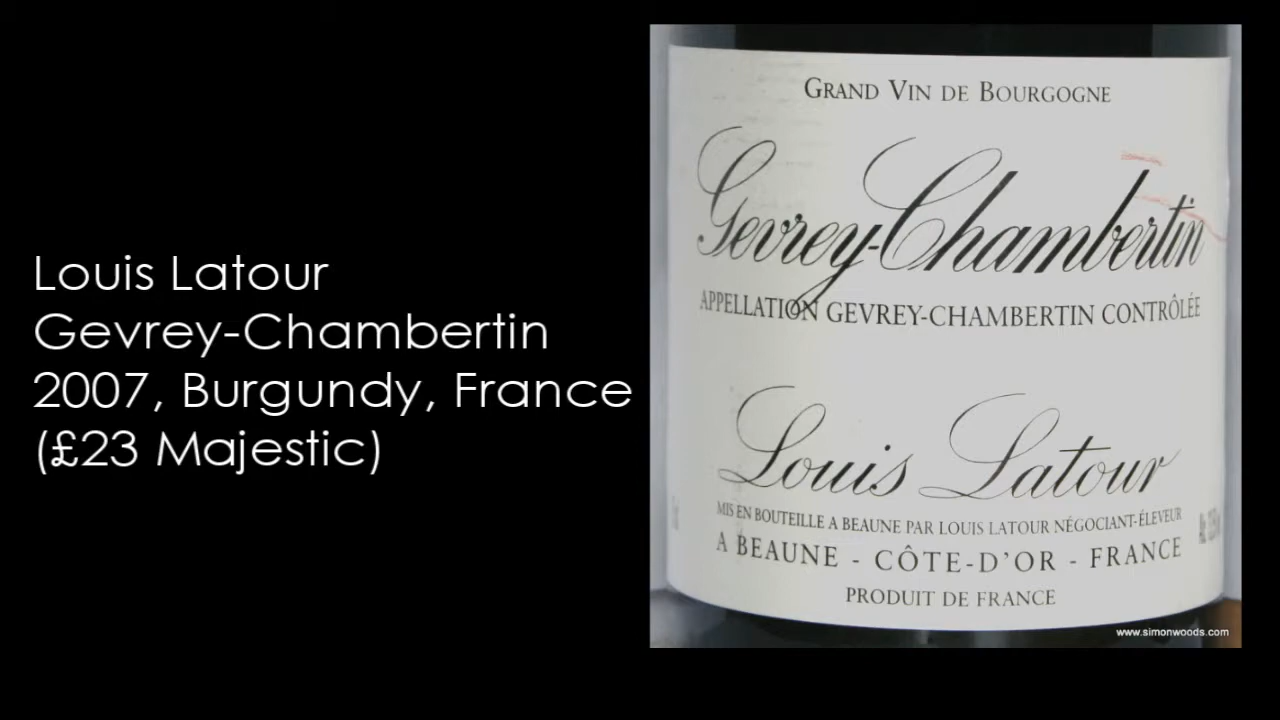 Louis Latour
Gevrey-Chambertin
2007, Burgundy, France
(£23 Majestic)
GRAND VIN DE BOURGOGNE
Gevrey-Chambertin
APPELLATION GEVREY-CHAMBERTIN CONTRÔLÉE
Louis Latour
MIS EN BOUTEILLE A BEAUNE PAR LOUIS LATOUR NÉGOCIANT-ÉLEVEUR
A BEAUNE - CÔTE-D'OR - FRANCE
PRODUIT DE FRANCE
www.simonwoods.com